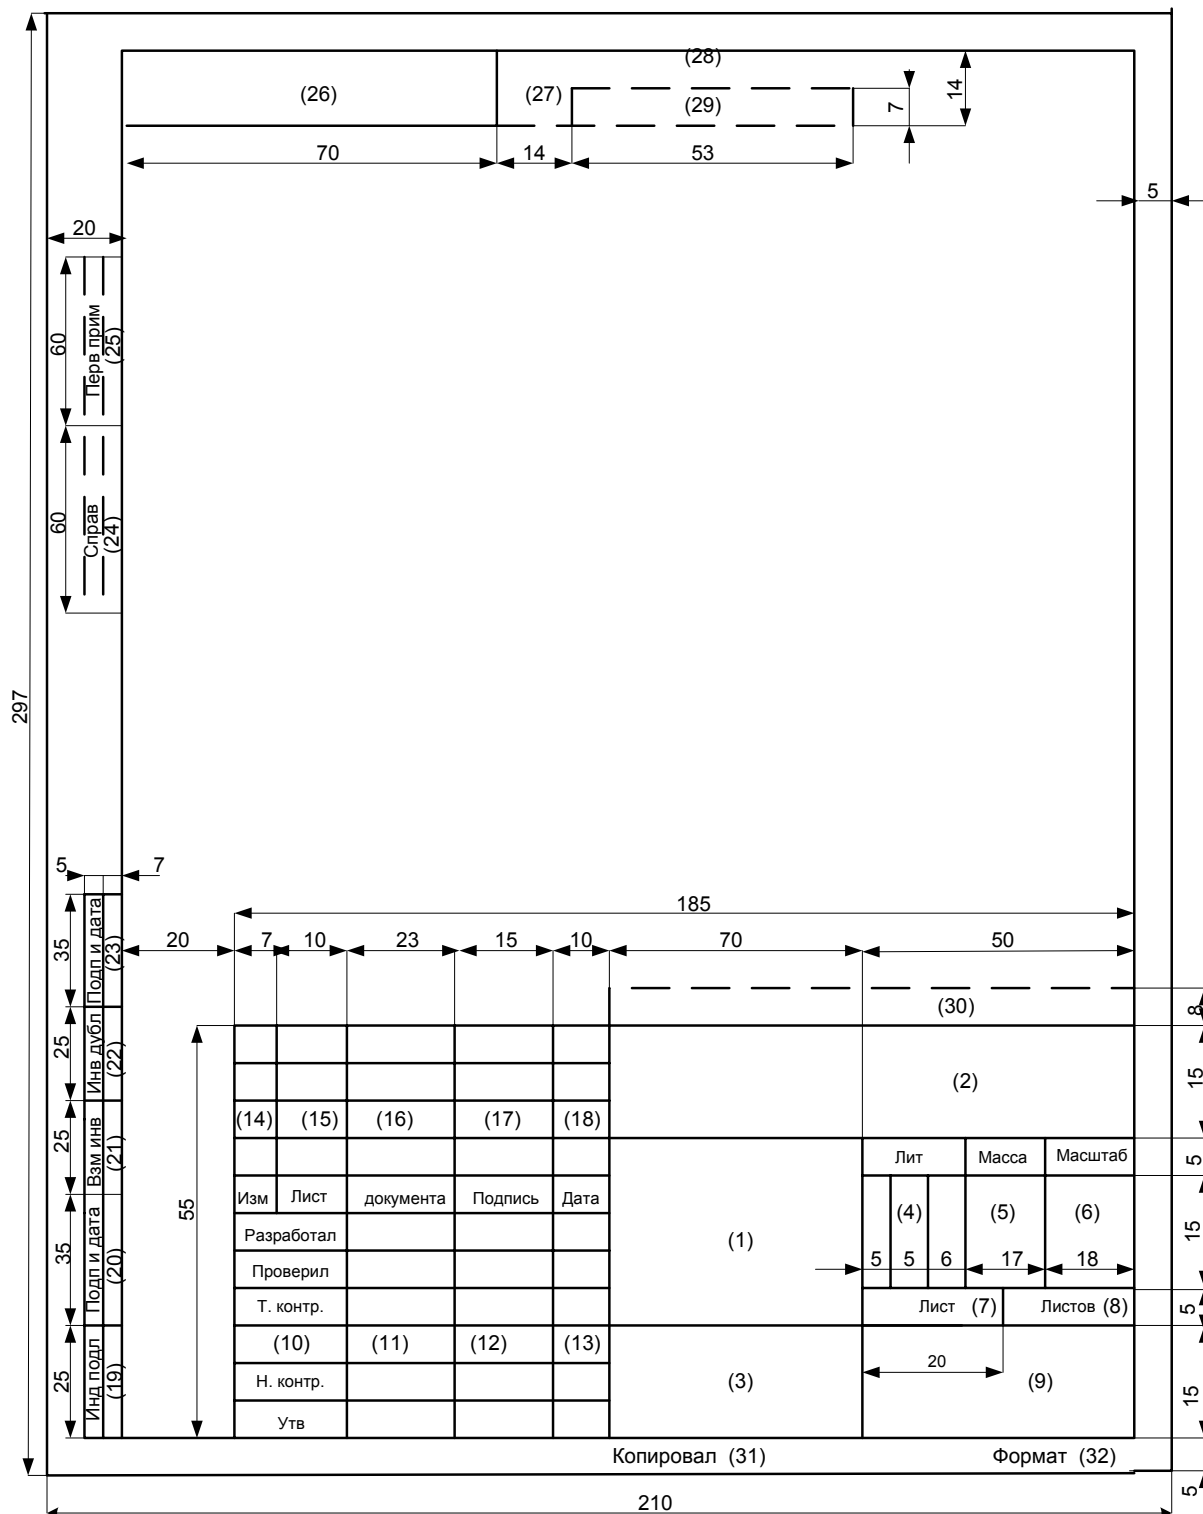 (28)
(26)
(27)
(29)
7
14
70
14
53
5
20
60
Перв прим
(25)
60
Справ
(24)
297
5
7
35
Подп и дата
(23)
185
20
7
10
23
15
10
70
50
(30)
8
25
Инв дубл
(22)
(2)
15
25
Взм инв
(21)
(14)
(15)
(16)
(17)
(18)
Лит
Масса
Масштаб
5
55
Изм
Лист
документа
Подпись
Дата
(4)
(5)
(6)
15
35
Подп и дата
(20)
Разработал
(1)
Проверил
5
5
6
17
18
Т. контр.
Лист (7)
Листов (8)
5
25
Инд подл
(19)
(10)
(11)
(12)
(13)
20
Н. контр.
(3)
(9)
15
Утв
Копировал (31)
Формат (32)
5
210